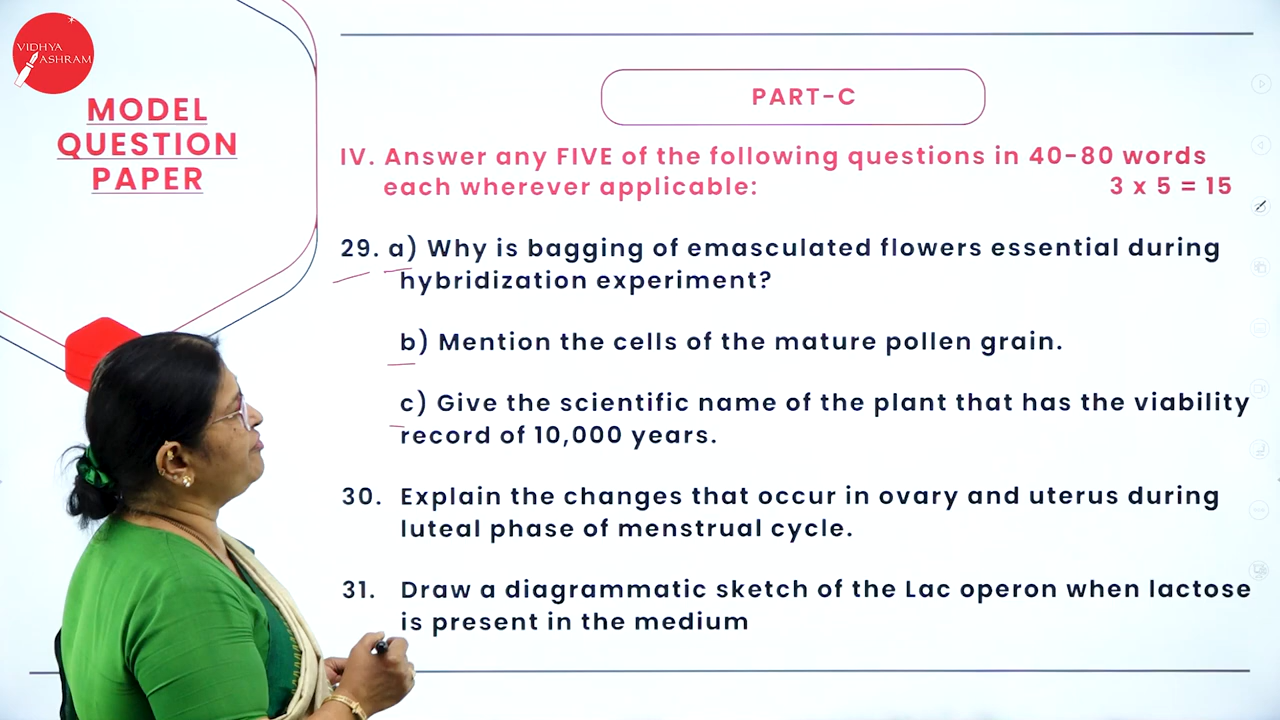 VIDHYA
ASHRAM
MODEL
QUESTION
PAPER
PART-C
IV. Answer any FIVE of the following questions in 40-80 words
each wherever applicable: 3 x 5 = 15
29. a) Why is bagging of emasculated flowers essential during
hybridization experiment?
b) Mention the cells of the mature pollen grain.
c) Give the scientific name of the plant that has the viability
record of 10,000 years.
30. Explain the changes that occur in ovary and uterus during
luteal phase of menstrual cycle.
31. Draw a diagrammatic sketch of the Lac operon when lactose
is present in the medium